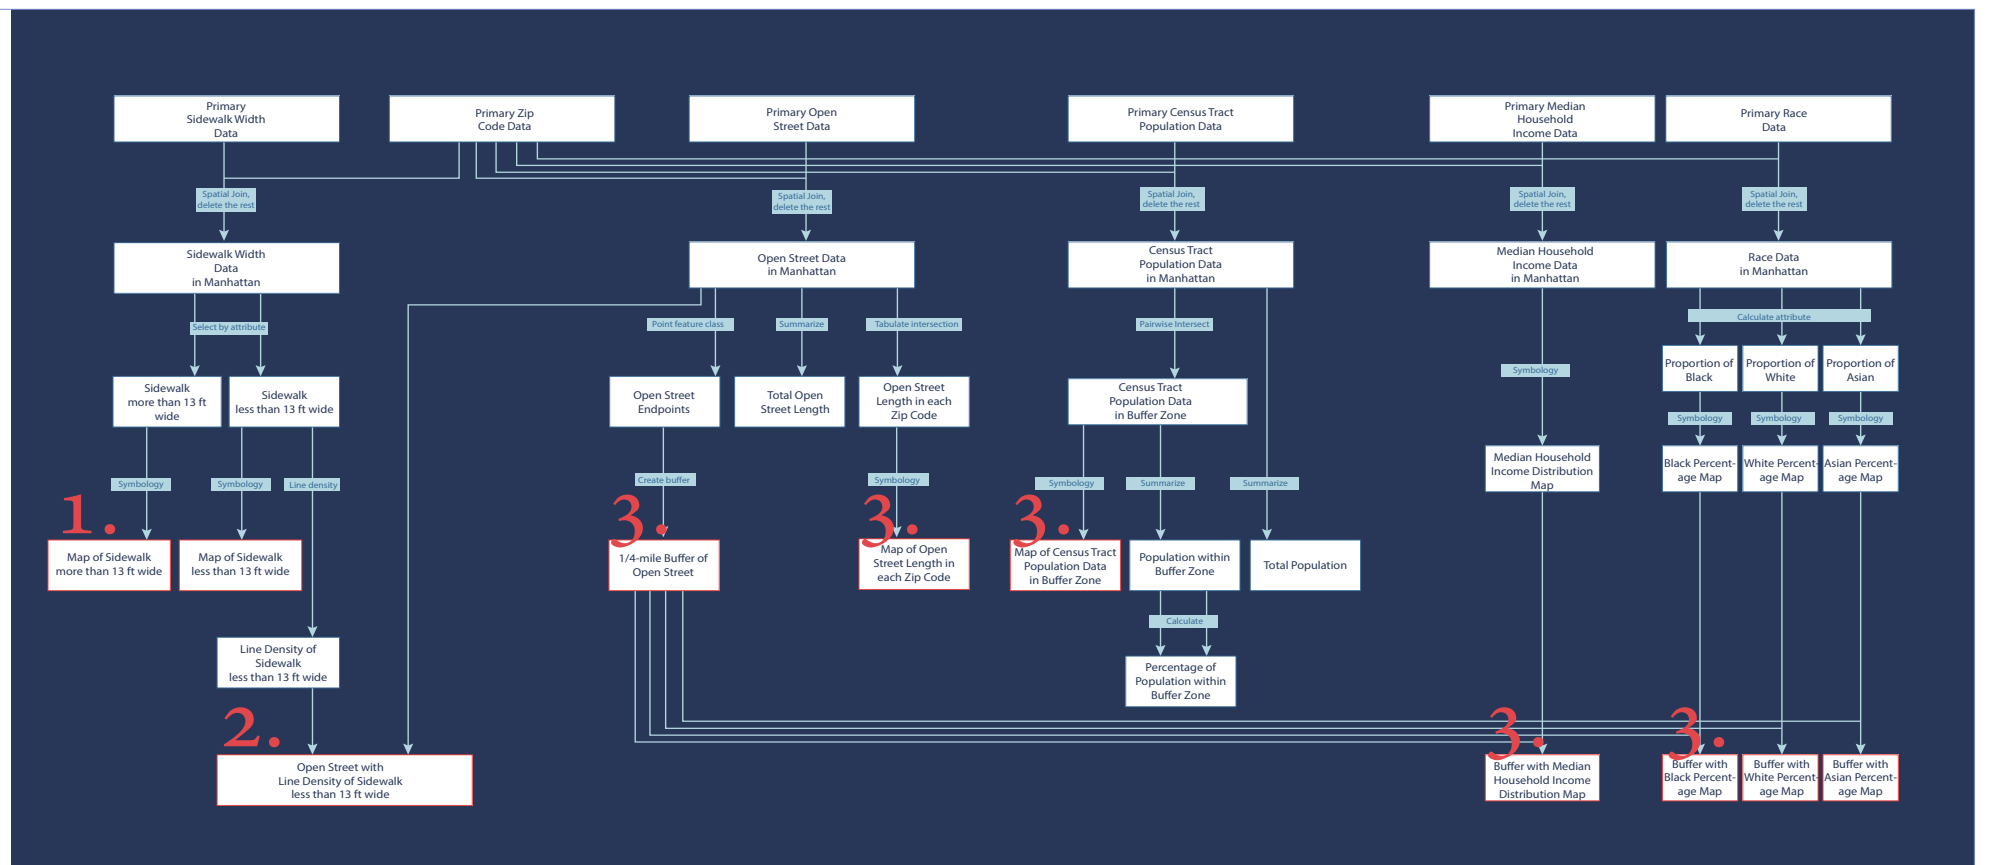 Primary
Sidewalk Width
Data
Primary Zip
Code Data
Primary Open
Street Data
Primary Census Tract
Population Data
Primary Median
Household
Income Data
Primary Race
Data
Spatial Join,
delete the rest
Spatial Join,
delete the rest
Spatial Join,
delete the rest
Spatial Join,
delete the rest
Spatial Join,
delete the rest
Sidewalk Width
Data
in Manhattan
Open Street Data
in Manhattan
Census Tract
Population Data
in Manhattan
Median Household
Income Data
in Manhattan
Race Data
in Manhattan
Select by attribute
Point feature class
Summarize
Tabulate intersection
Pairwise Intersect
Symbology
Calculate attribute
Sidewalk
more than 13 ft
wide
Sidewalk
less than 13 ft wide
Open Street
Endpoints
Total Open
Street Length
Open Street
Length in each
Zip Code
Census Tract
Population Data
in Buffer Zone
Proportion of
Black
Proportion of
White
Proportion of
Asian
Symbology
Symbology
Symbology
Median Household
Income Distribution
Map
Black Percent-
age Map
White Percent-
age Map
Asian Percent-
age Map
Symbology
Symbology
Line density
Create buffer
Symbology
Symbology
Summarize
Summarize
1.
3.
3.
3.
Map of Sidewalk
more than 13 ft wide
Map of Sidewalk
less than 13 ft wide
1/4-mile Buffer of
Open Street
Map of Open
Street Length in
each Zip Code
Map of Census Tract
Population Data
in Buffer Zone
Population within
Buffer Zone
Total Population
Calculate
Line Density of
Sidewalk
less than 13 ft wide
Percentage of
Population within
Buffer Zone
2.
3.
3.
Open Street with
Line Density of Sidewalk
less than 13 ft wide
Buffer with Median
Household Income
Distribution Map
Buffer with
Black Percent-
age Map
Buffer with
White Percent-
age Map
Buffer with
Asian Percent-
age Map